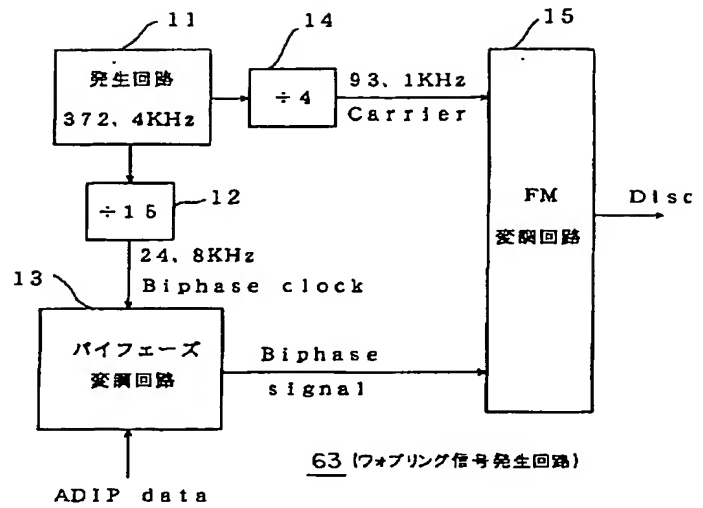 11
発生回路
372.4KHz
14
÷4
93.1KHz
Carrier
15
FM
変調回路
Disc
÷15
12
24.8KHz
Biphase clock
13
バイフェーズ
変調回路
Biphase
signal
ADIP data
63 (ウォブリング信号発生回路)